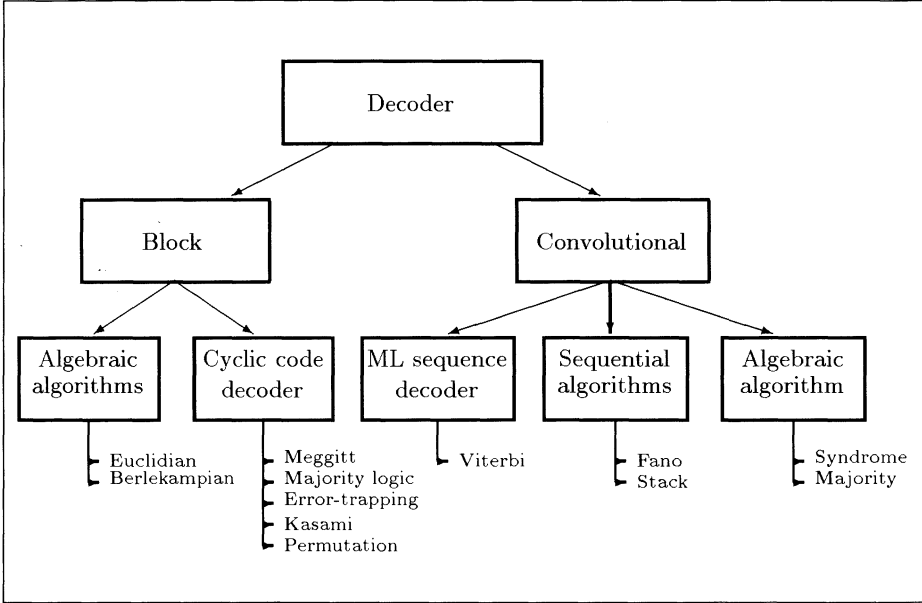 Decoder
Block
Convolutional
Algebraic
algorithms
Cyclic code
decoder
ML sequence
decoder
Sequential
algorithms
Algebraic
algorithm
Euclidian
Berlekampian
Meggitt
Majority logic
Error-trapping
Kasami
Permutation
Viterbi
Fano
Stack
Syndrome
Majority